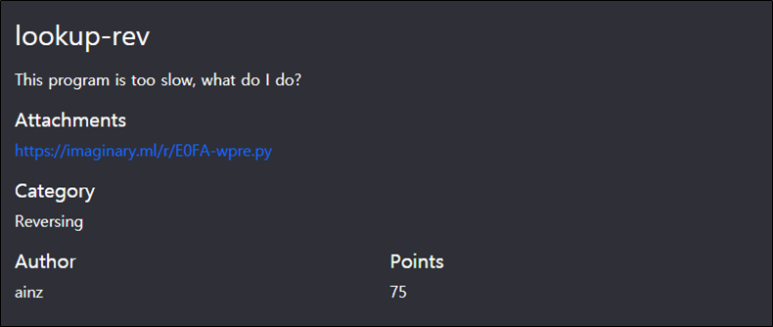 lookup-rev
This program is too slow, what do I do?
Attachments
https://imaginary.ml/r/E0FA-wpre.py
Category
Reversing
Author
Points
ainz
75